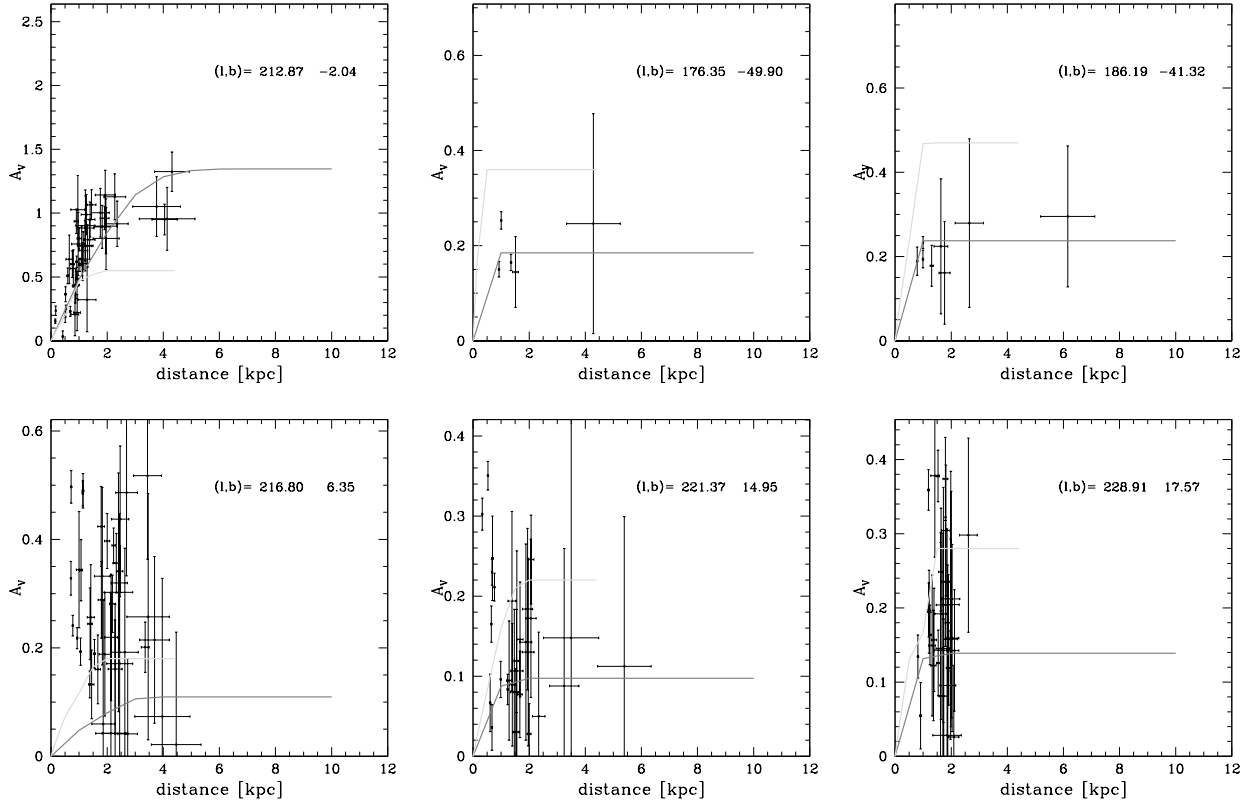 2.5
2
1.5
1
0.5
0
A_V
(l,b)= 212.87 -2.04
0 2 4 6 8 10 12
distance [kpc]
0.6
0.4
0.2
0
A_V
(l,b)= 176.35 -49.90
0 2 4 6 8 10 12
distance [kpc]
0.6
0.4
0.2
0
A_V
(l,b)= 186.19 -41.32
0 2 4 6 8 10 12
distance [kpc]
0.6
0.4
0.2
0
A_V
(l,b)= 216.80 6.35
0 2 4 6 8 10 12
distance [kpc]
0.4
0.3
0.2
0.1
0
A_V
(l,b)= 221.37 14.95
0 2 4 6 8 10 12
distance [kpc]
0.4
0.3
0.2
0.1
0
A_V
(l,b)= 228.91 17.57
0 2 4 6 8 10 12
distance [kpc]